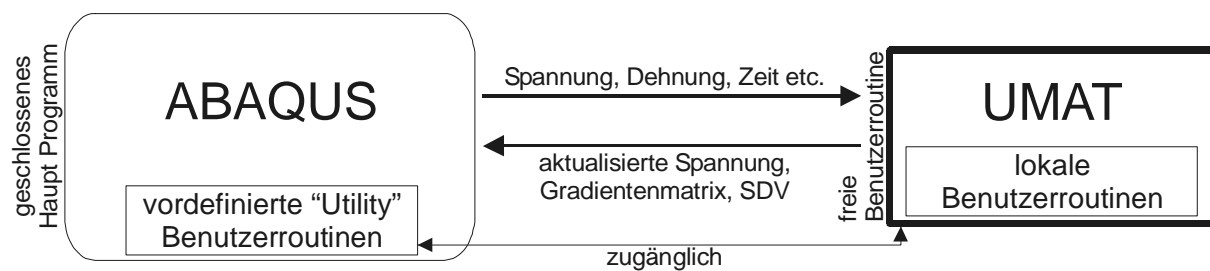 geschlossenes
Haupt Programm
ABAQUS
vordefinierte “Utility”
Benutzerroutinen
Spannung, Dehnung, Zeit etc.
aktualisierte Spannung,
Gradientenmatrix, SDV
zugänglich
freie
Benutzerroutine
UMAT
lokale
Benutzerroutinen